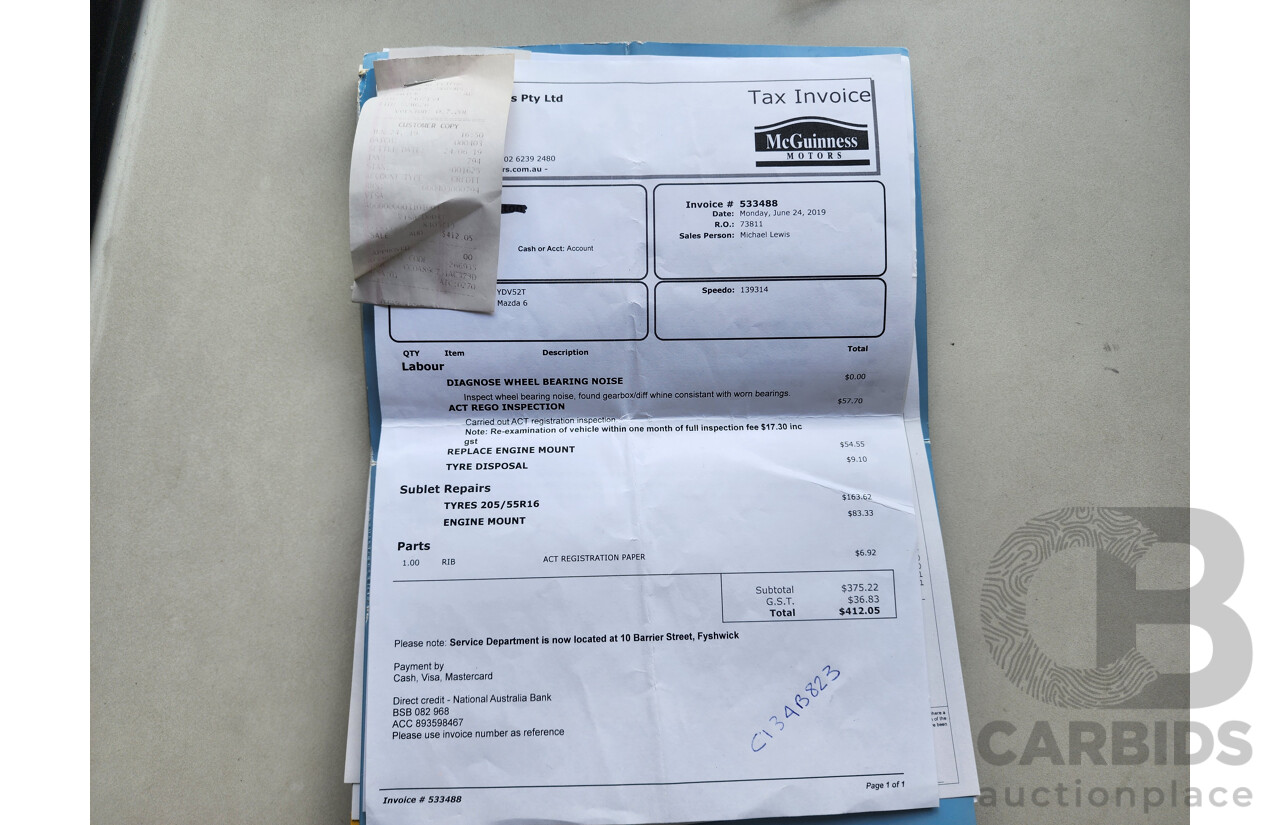 s Pty Ltd
Tax Invoice
McGuinness
MOTORS
02 6239 2480
rs.com.au -
CUSTOMER COPY
1412.05
00
Invoice # 533488
Date: Monday, June 24, 2019
R.O.: 73811
Sales Person: Michael Lewis
Cash or Acct: Account
YDV52T
Mazda 6
Speedo: 139314
QTY Item Description Total
Labour
DIAGNOSE WHEEL BEARING NOISE $0.00
Inspect wheel bearing noise, found gearbox/diff whine consistant with worn bearings.
ACT REGO INSPECTION $57.70
Carried out ACT registration inspection
Note: Re-examination of vehicle within one month of full inspection fee $17.30 inc
gst
REPLACE ENGINE MOUNT $54.55
TYRE DISPOSAL $9.10
Sublet Repairs
TYRES 205/55R16 $163.62
ENGINE MOUNT $83.33
Parts
1.00 RIB ACT REGISTRATION PAPER $6.92
Subtotal $375.22
G.S.T. $36.83
Total $412.05
Please note: Service Department is now located at 10 Barrier Street, Fyshwick
Payment by
Cash, Visa, Mastercard
Direct credit - National Australia Bank
BSB 082 968
ACC 893598467
Please use invoice number as reference
C134B823
Invoice # 533488
Page 1 of 1
CB
CARBIDS
auctionplace